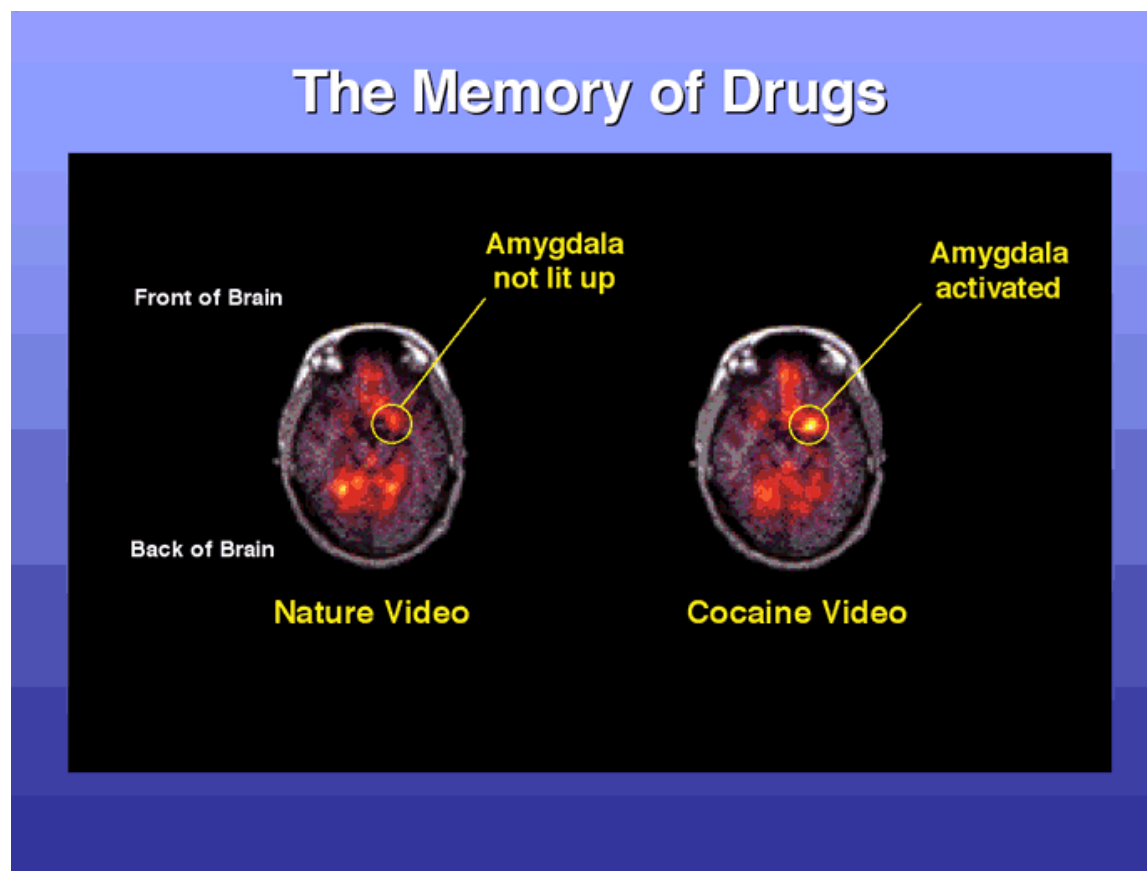 The Memory of Drugs
Amygdala
not lit up
Amygdala
activated
Front of Brain
Back of Brain
Nature Video
Cocaine Video